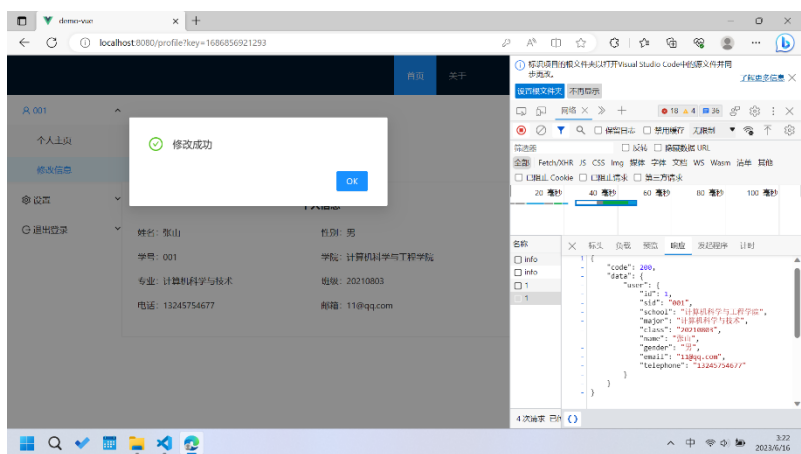 demo-vue
localhost:8080/profile?key=1686856921293
首页 关于
001
个人主页
修改信息
设置
退出登录
修改成功
OK
个人信息
姓名：张山 性别：男
学号：001 学院：计算机科学与工程学院
专业：计算机科学与技术 班级：20210803
电话：13245754677 邮箱：11@qq.com
标识项目的根文件夹以打开Visual Studio Code中的源文件并同
步更改。
了解更多信息
设置根文件夹 不再显示
网络 18 4 36
保留日志 禁用缓存 无限制
筛选器 反转 隐藏数据 URL
全部 Fetch/XHR JS CSS Img 媒体 字体 文档 WS Wasm 清单 其他
已阻止 Cookie 已阻止请求 第三方请求
20 毫秒 40 毫秒 60 毫秒 80 毫秒 100 毫秒
名称 标头 负载 预览 响应 发起程序 计时
info
info
1
1
1 {
"code": 200,
"data": {
"user": {
"id": 1,
"sid": "001",
"school": "计算机科学与工程学院",
"major": "计算机科学与技术",
"class": "20210803",
"name": "张山",
"gender": "男",
"email": "11@qq.com",
"telephone": "13245754677"
}
}
}
4 次请求
中
3:22
2023/6/16